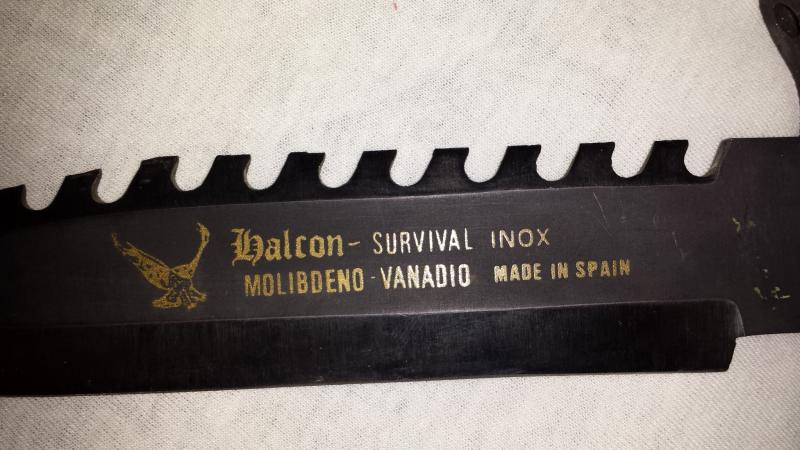 Halcon - SURVIVAL INOX
MOLIBDENO - VANADIO MADE IN SPAIN